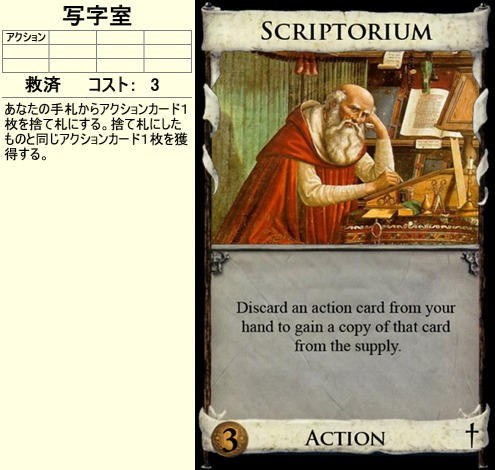 写字室
アクション
救済 コスト: 3
あなたの手札からアクションカード1
枚を捨て札にする。捨て札にした
ものと同じアクションカード1枚を獲
得する。
SCRIPTORIUM
Discard an action card from your
hand to gain a copy of that card
from the supply.
3 ACTION †